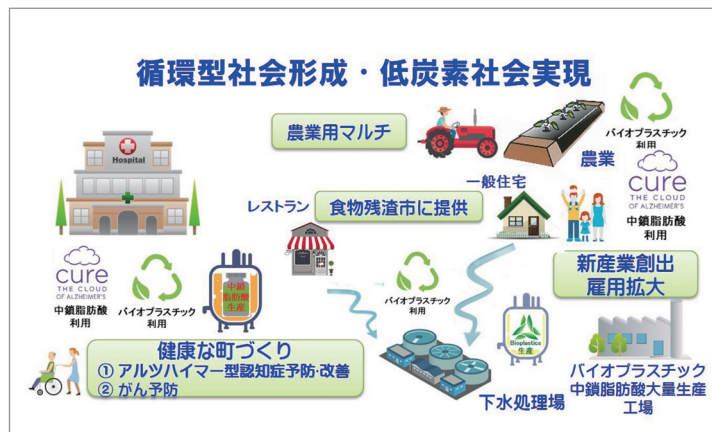 循環型社会形成・低炭素社会実現
農業用マルチ
農業
バイオプラスチック
利用
Hospital
レストラン
食物残渣市に提供
一般住宅
cure
THE CLOUD
OF ALZHEIMER'S
中鎖脂肪酸
利用
cure
THE CLOUD
OF ALZHEIMER'S
中鎖脂肪酸
利用
バイオプラスチック
利用
中鎖
脂肪酸
生産
バイオプラスチック
利用
新産業創出
雇用拡大
健康な町づくり
① アルツハイマー型認知症予防・改善
② がん予防
下水処理場
Bioplastics
生産
バイオプラスチック
中鎖脂肪酸大量生産
工場